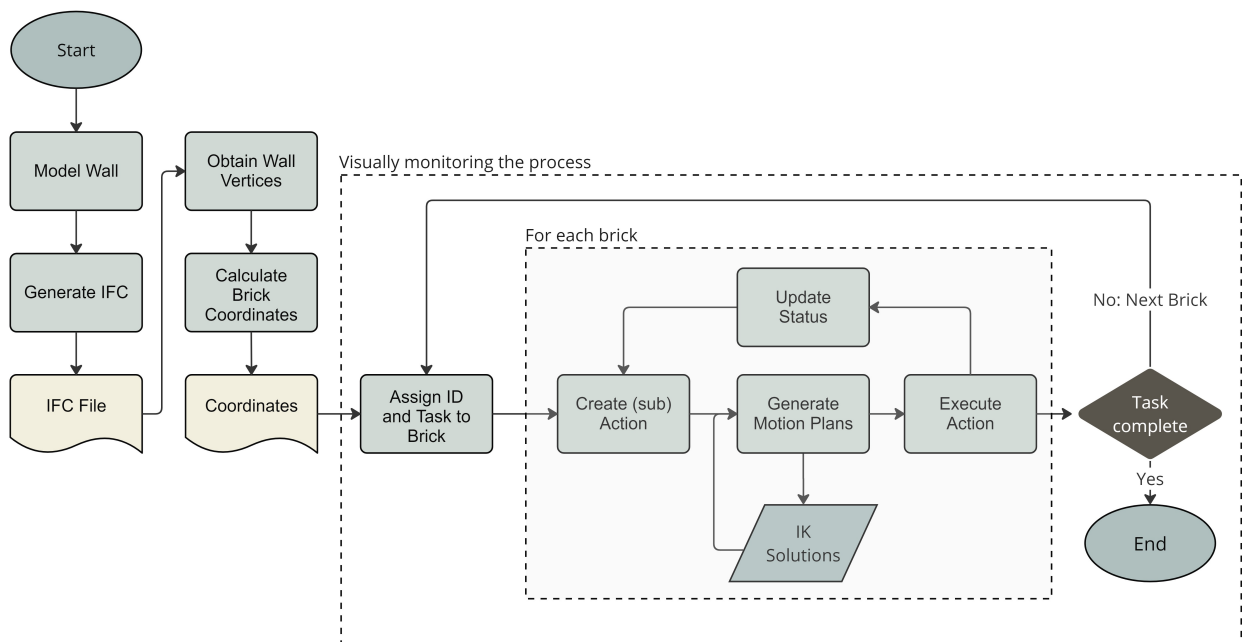 Start
Model Wall
Generate IFC
IFC File
Obtain Wall
Vertices
Calculate
Brick
Coordinates
Coordinates
Visually monitoring the process
Assign ID
and Task to
Brick
For each brick
Update
Status
Create (sub)
Action
Generate
Motion Plans
Execute
Action
IK
Solutions
No: Next Brick
Task
complete
Yes
End